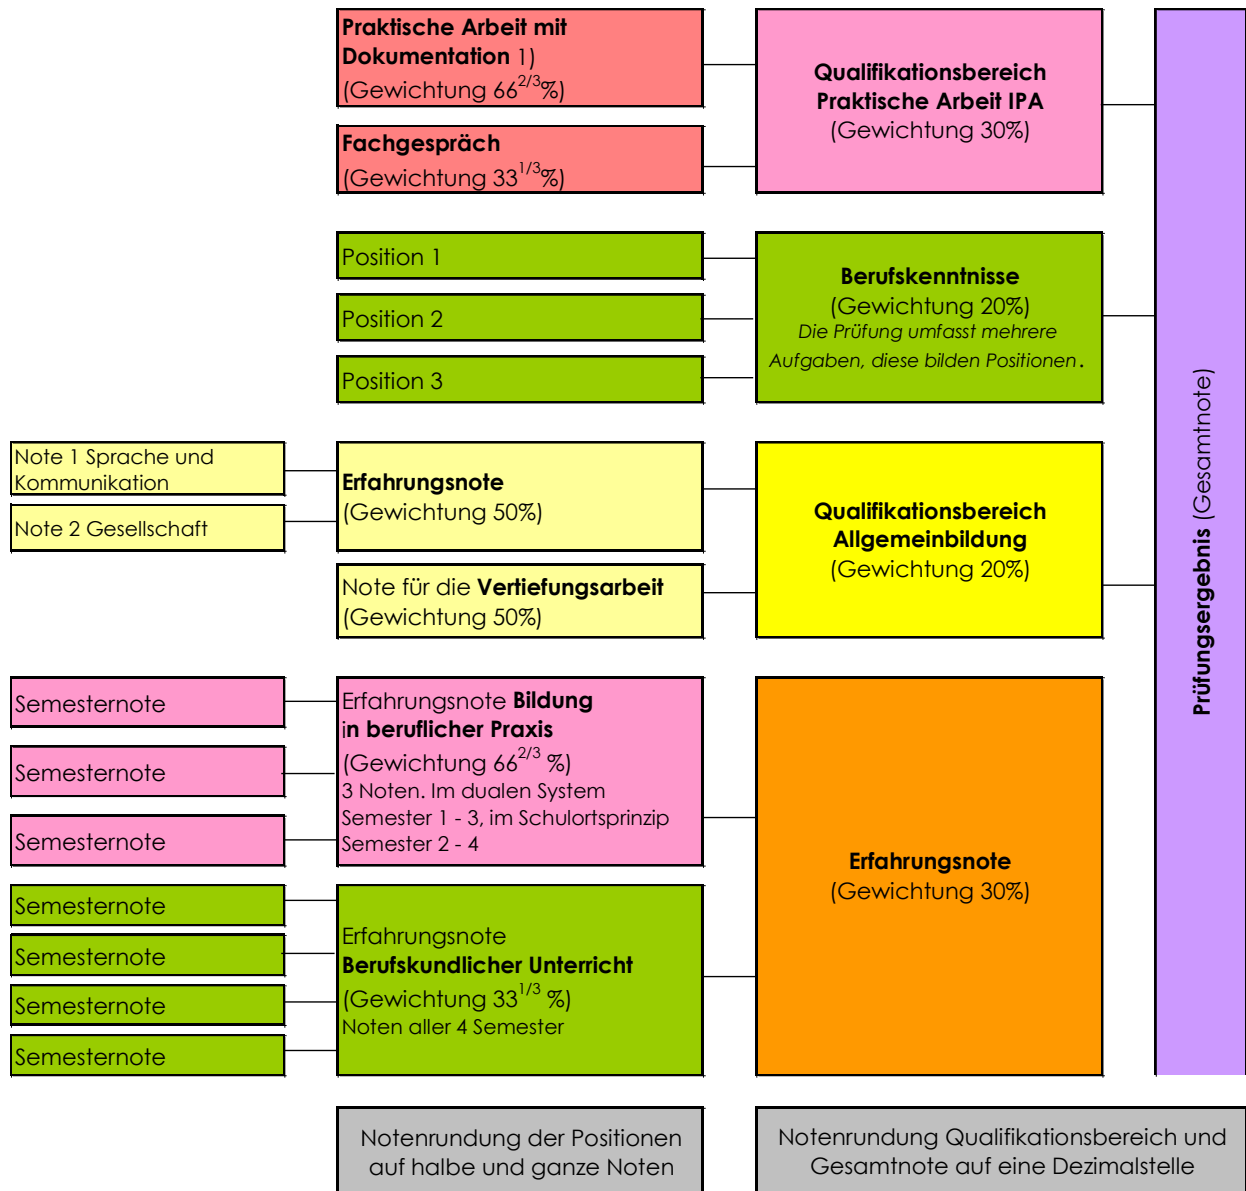 Praktische Arbeit mit
Dokumentation 1)
(Gewichtung 66^2/3%)
Fachgespräch
(Gewichtung 33^1/3%)
Qualifikationsbereich
Praktische Arbeit IPA
(Gewichtung 30%)
Position 1
Position 2
Position 3
Berufskenntnisse
(Gewichtung 20%)
Die Prüfung umfasst mehrere
Aufgaben, diese bilden Positionen.
Note 1 Sprache und
Kommunikation
Note 2 Gesellschaft
Erfahrungsnote
(Gewichtung 50%)
Note für die Vertiefungsarbeit
(Gewichtung 50%)
Qualifikationsbereich
Allgemeinbildung
(Gewichtung 20%)
Semesternote
Semesternote
Semesternote
Erfahrungsnote Bildung
in beruflicher Praxis
(Gewichtung 66^2/3 %)
3 Noten. Im dualen System
Semester 1 - 3, im Schulortsprinzip
Semester 2 - 4
Semesternote
Semesternote
Semesternote
Semesternote
Erfahrungsnote
Berufskundlicher Unterricht
(Gewichtung 33^1/3 %)
Noten aller 4 Semester
Erfahrungsnote
(Gewichtung 30%)
Prüfungsergebnis (Gesamtnote)
Notenrundung der Positionen
auf halbe und ganze Noten
Notenrundung Qualifikationsbereich und
Gesamtnote auf eine Dezimalstelle